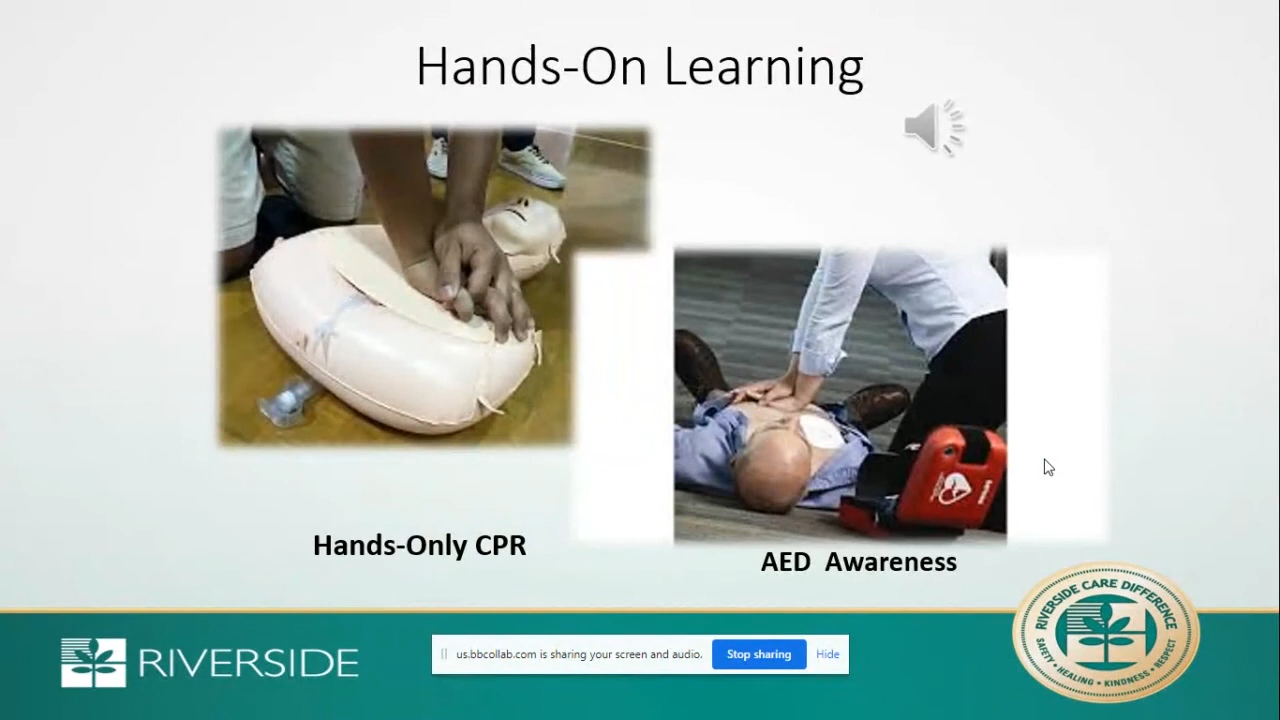 Hands-On Learning
Hands-Only CPR
AED Awareness
RIVERSIDE
us.bbcollab.com is sharing your screen and audio.
Stop sharing
Hide
RIVERSIDE CARE DIFFERENCE
SAFETY • HEALING • KINDNESS • RESPECT